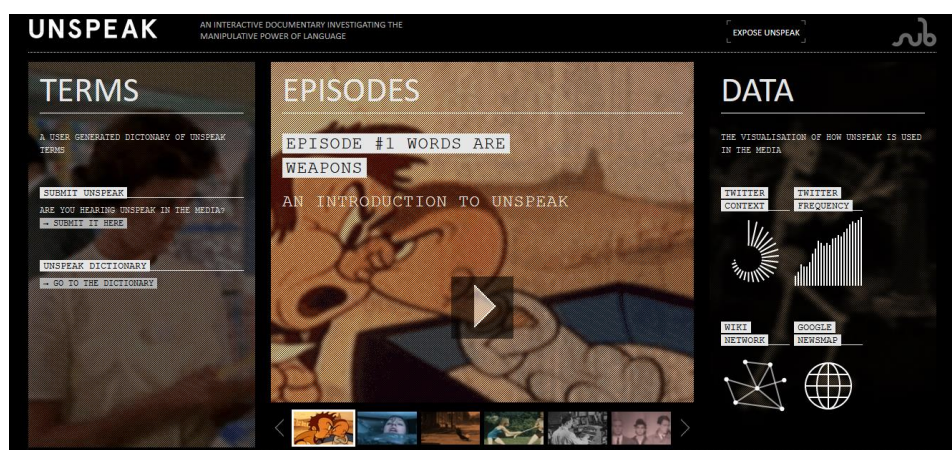 UNSPEAK
AN INTERACTIVE DOCUMENTARY INVESTIGATING THE
MANIPULATIVE POWER OF LANGUAGE
EXPOSE UNSPEAK
sub
TERMS
A USER GENERATED DICTONARY OF UNSPEAK
TERMS
SUBMIT UNSPEAK
ARE YOU HEARING UNSPEAK IN THE MEDIA?
→ SUBMIT IT HERE
UNSPEAK DICTIONARY
→ GO TO THE DICTIONARY
EPISODES
EPISODE #1 WORDS ARE
WEAPONS
AN INTRODUCTION TO UNSPEAK
DATA
THE VISUALISATION OF HOW UNSPEAK IS USED
IN THE MEDIA
TWITTER
CONTEXT
TWITTER
FREQUENCY
WIKI
NETWORK
GOOGLE
NEWSMAP